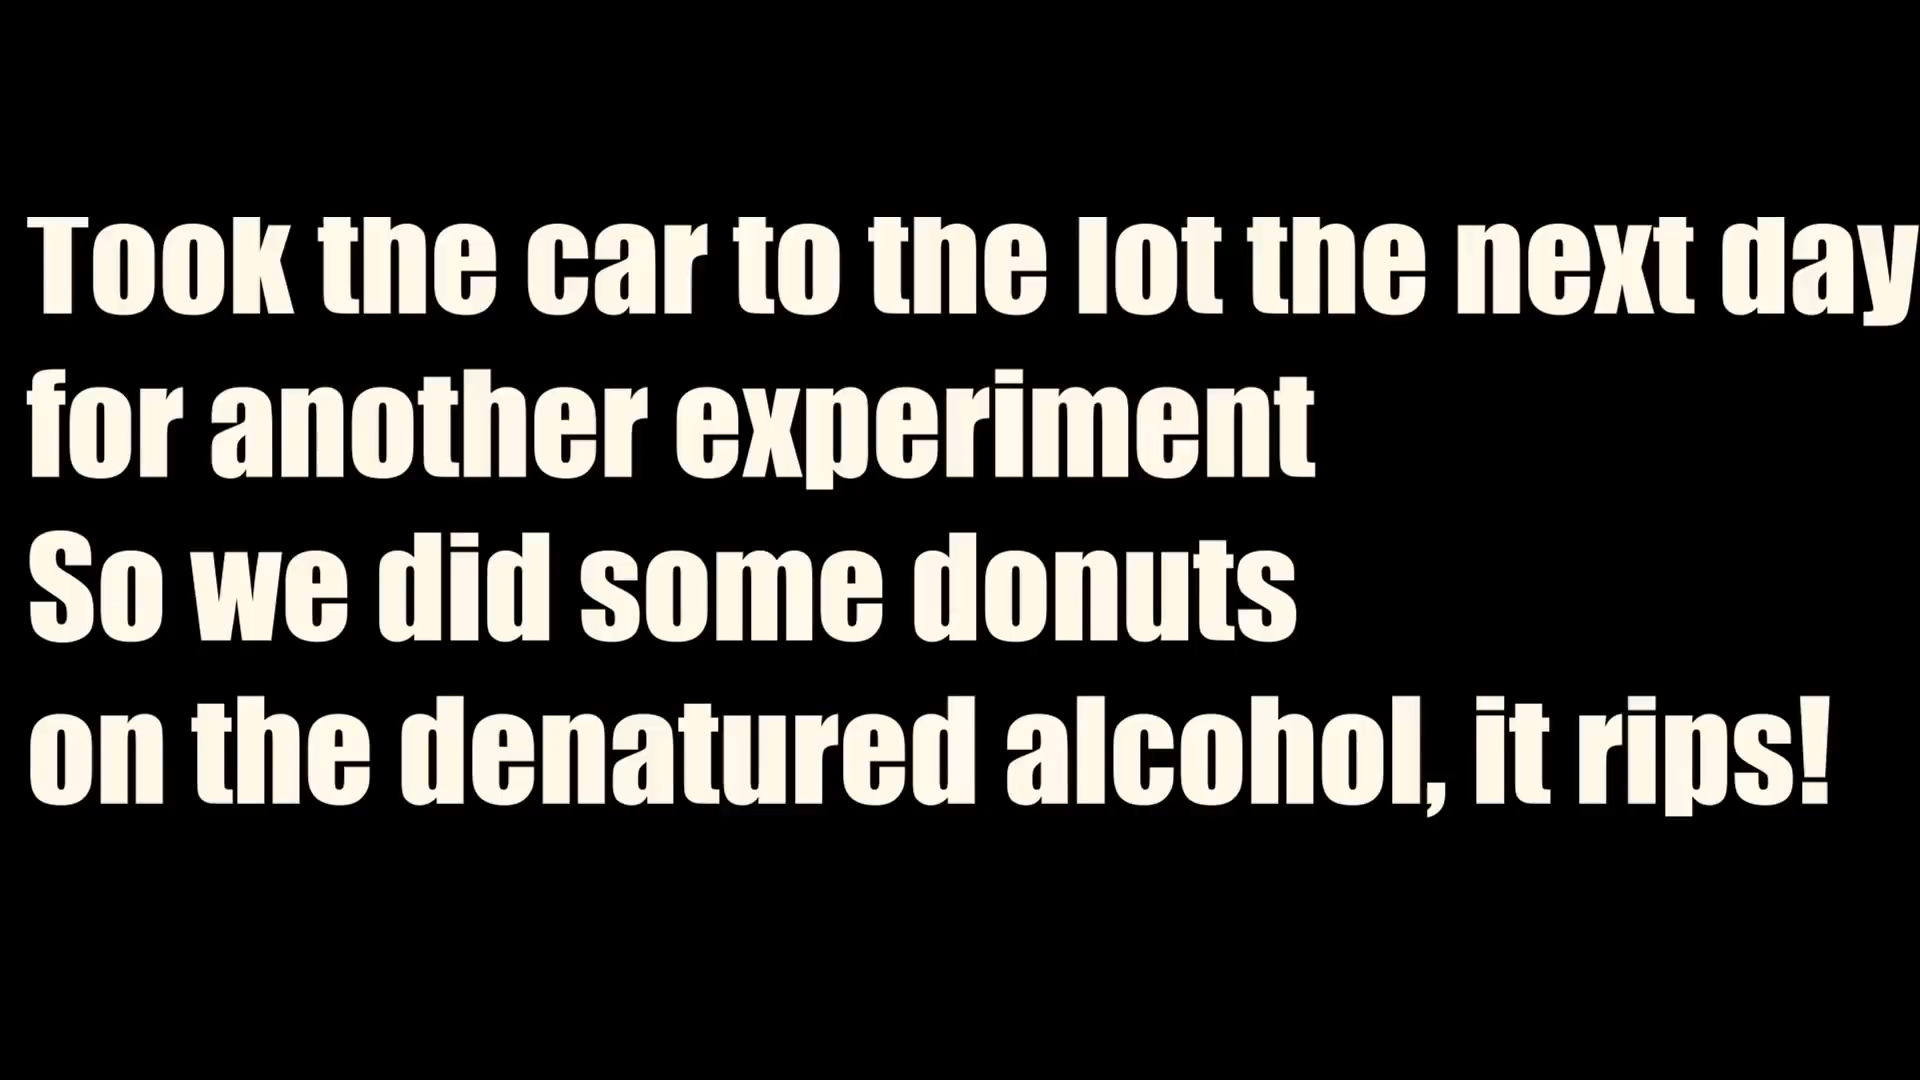 Took the car to the lot the next day
for another experiment
So we did some donuts
on the denatured alcohol, it rips!